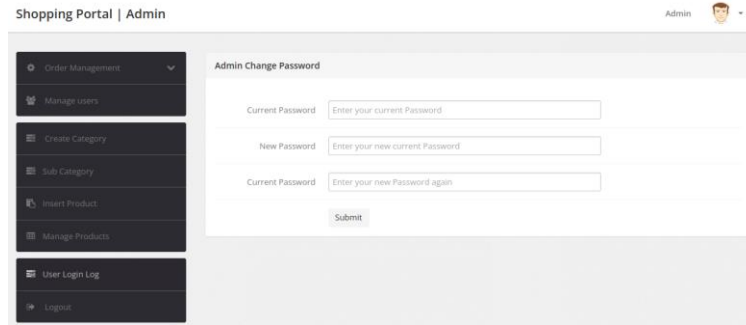 Shopping Portal | Admin
Admin
Order Management
Manage users
Create Category
Sub Category
Insert Product
Manage Products
User Login Log
Logout
Admin Change Password
Current Password Enter your current Password
New Password Enter your new current Password
Current Password Enter your new Password again
Submit